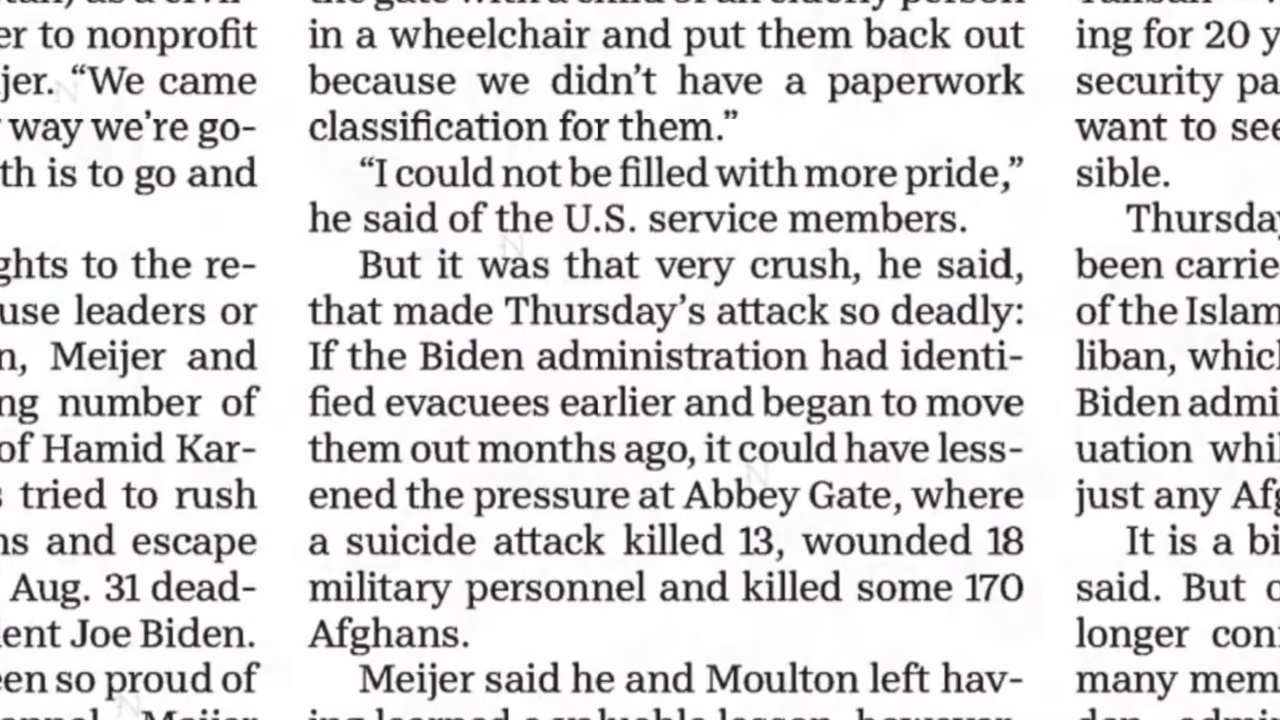 er to nonprofit
jer. “We came
way we’re go-
th is to go and
ghts to the re-
use leaders or
n, Meijer and
ng number of
of Hamid Kar-
s tried to rush
ns and escape
Aug. 31 dead-
lent Joe Biden.
een so proud of
in a wheelchair and put them back out
because we didn’t have a paperwork
classification for them.”
“I could not be filled with more pride,”
he said of the U.S. service members.
But it was that very crush, he said,
that made Thursday’s attack so deadly:
If the Biden administration had identi-
fied evacuees earlier and began to move
them out months ago, it could have less-
ened the pressure at Abbey Gate, where
a suicide attack killed 13, wounded 18
military personnel and killed some 170
Afghans.
Meijer said he and Moulton left hav-
ing for 20 y
security pa
want to see
sible.
Thursday
been carrie
of the Islam
liban, which
Biden admi
uation whil
just any Afg
It is a bi
said. But o
longer con
many mem